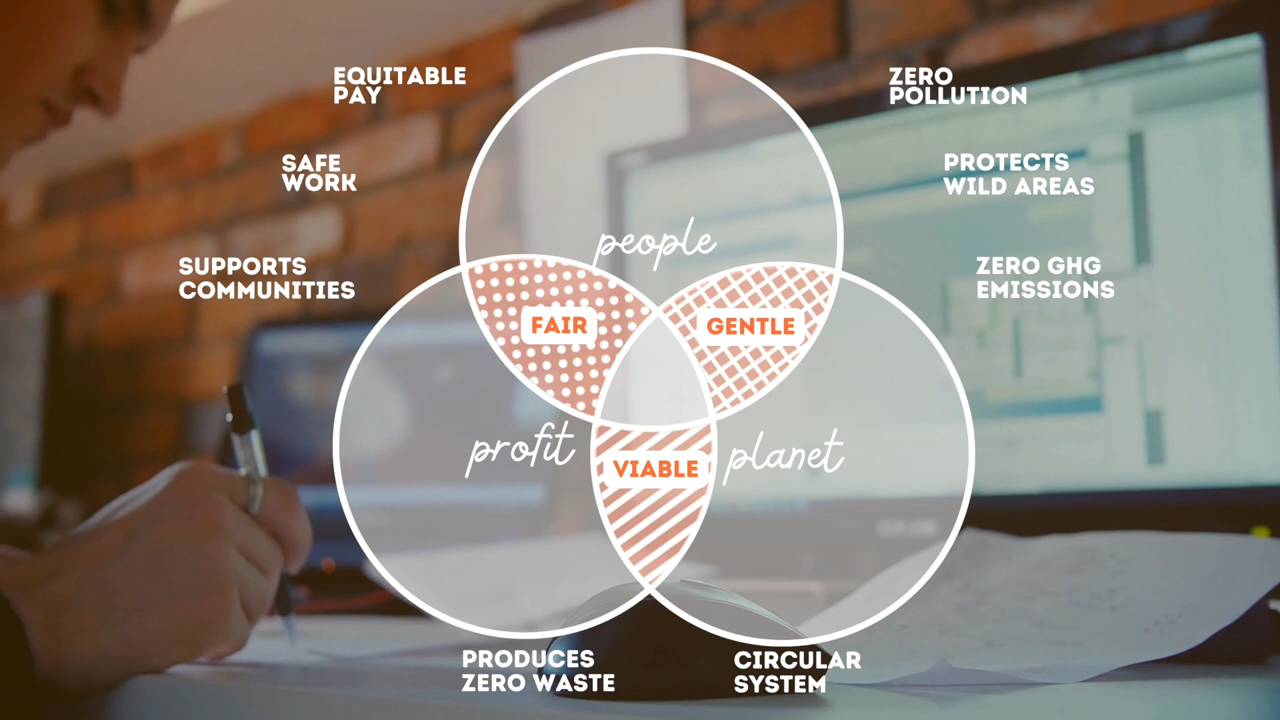 EQUITABLE
PAY
ZERO
POLLUTION
SAFE
WORK
PROTECTS
WILD AREAS
people
SUPPORTS
COMMUNITIES
ZERO GHG
EMISSIONS
FAIR
GENTLE
profit
planet
VIABLE
PRODUCES
ZERO WASTE
CIRCULAR
SYSTEM